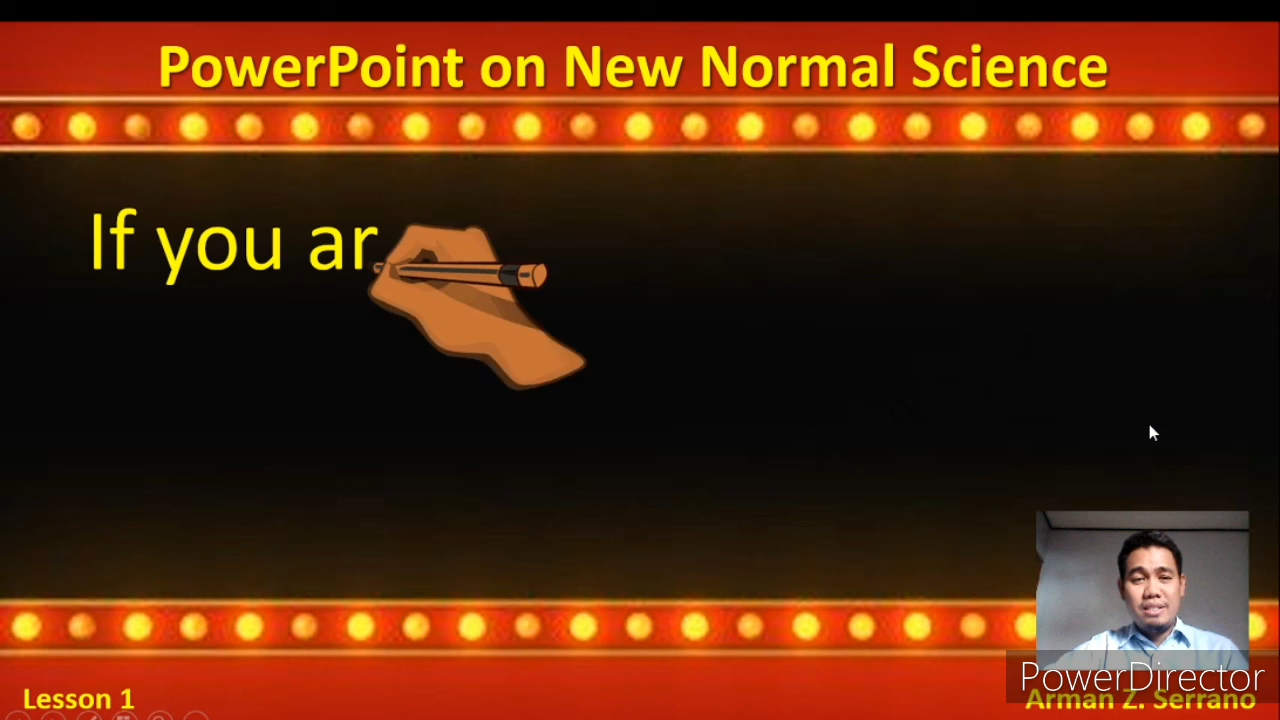 PowerPoint on New Normal Science
If you ar
PowerDirector
Lesson 1
Arman Z. Serrano